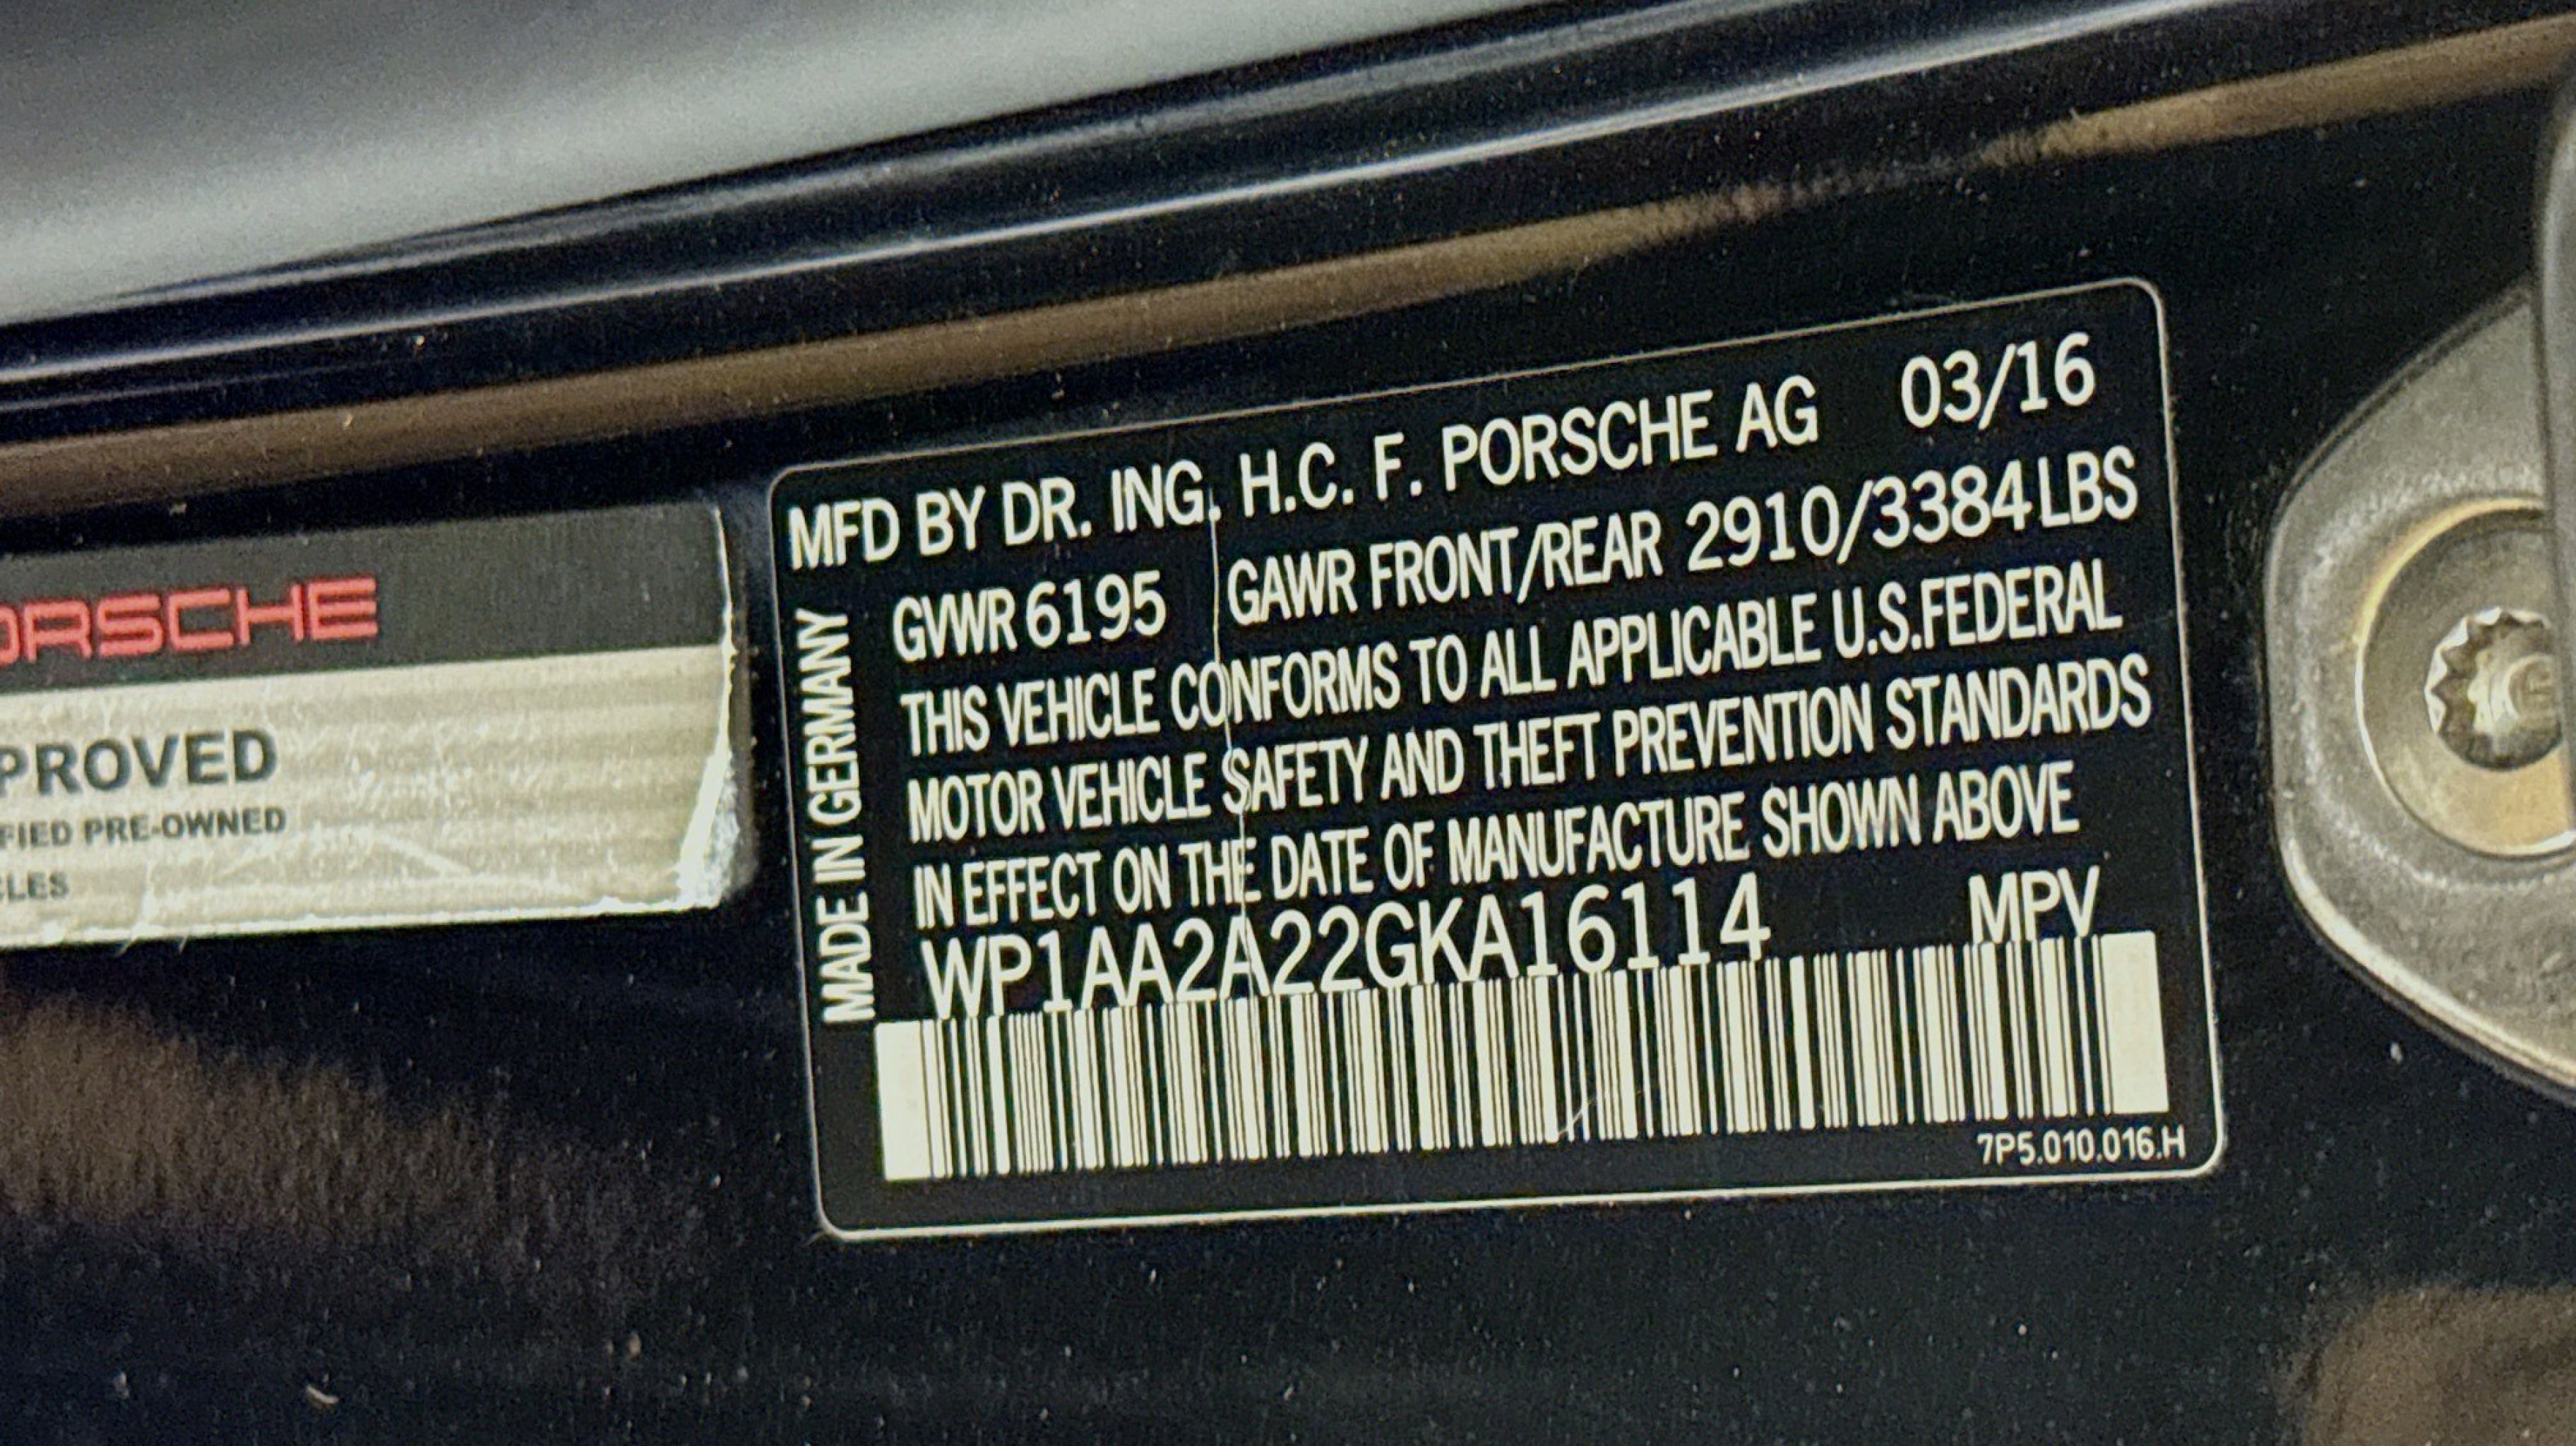 ORSCHE
PROVED
FIED PRE-OWNED
CLES
MFD BY DR. ING. H.C. F. PORSCHE AG 03/16
GVWR 6195 GAWR FRONT/REAR 2910/3384 LBS
THIS VEHICLE CONFORMS TO ALL APPLICABLE U.S.FEDERAL
MOTOR VEHICLE SAFETY AND THEFT PREVENTION STANDARDS
IN EFFECT ON THE DATE OF MANUFACTURE SHOWN ABOVE
WP1AA2A22GKA16114 MPV
MADE IN GERMANY
7P5.010.016.H